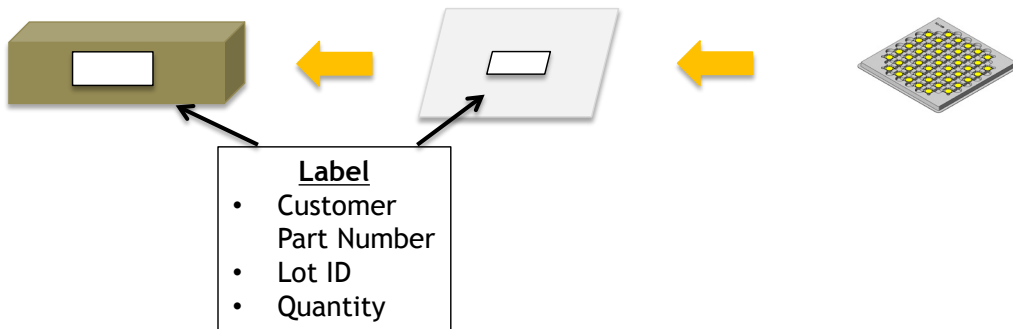 Label
• Customer
Part Number
• Lot ID
• Quantity